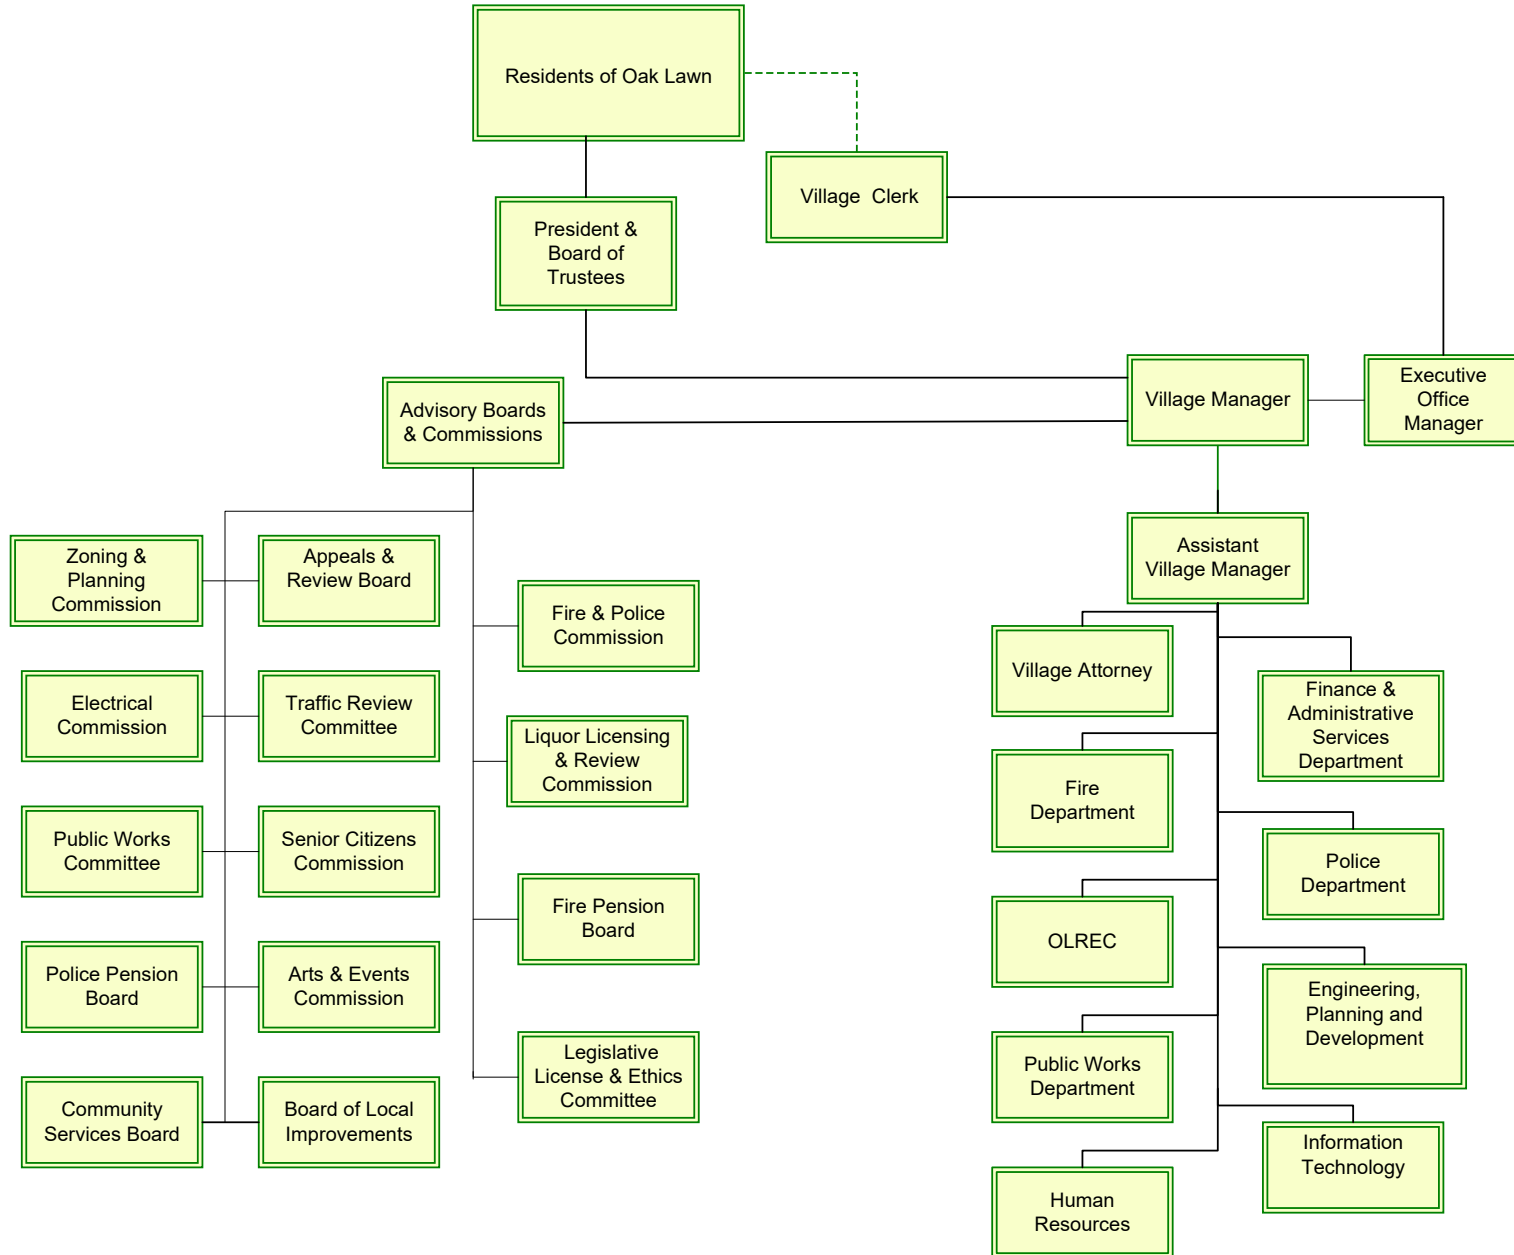 Residents of Oak Lawn
Village Clerk
President &
Board of
Trustees
Advisory Boards
& Commissions
Village Manager
Executive
Office
Manager
Assistant
Village Manager
Zoning &
Planning
Commission
Appeals &
Review Board
Fire & Police
Commission
Electrical
Commission
Traffic Review
Committee
Liquor Licensing
& Review
Commission
Public Works
Committee
Senior Citizens
Commission
Fire Pension
Board
Police Pension
Board
Arts & Events
Commission
Legislative
License & Ethics
Committee
Community
Services Board
Board of Local
Improvements
Village Attorney
Finance &
Administrative
Services
Department
Fire
Department
Police
Department
OLREC
Engineering,
Planning and
Development
Public Works
Department
Information
Technology
Human
Resources